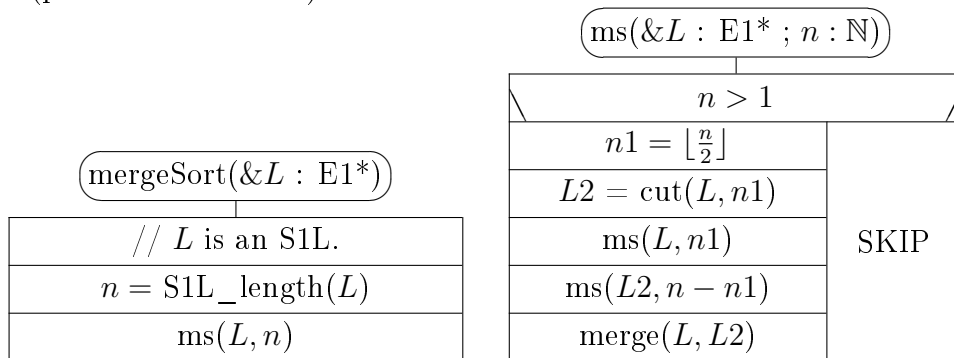 mergeSort(&L : E1*)
// L is an S1L.
n = S1L_length(L)
ms(L, n)
ms(&L : E1* ; n : ℕ)
n > 1
n1 = ⌊n/2⌋
L2 = cut(L, n1)
ms(L, n1)
ms(L2, n − n1)
merge(L, L2)
SKIP